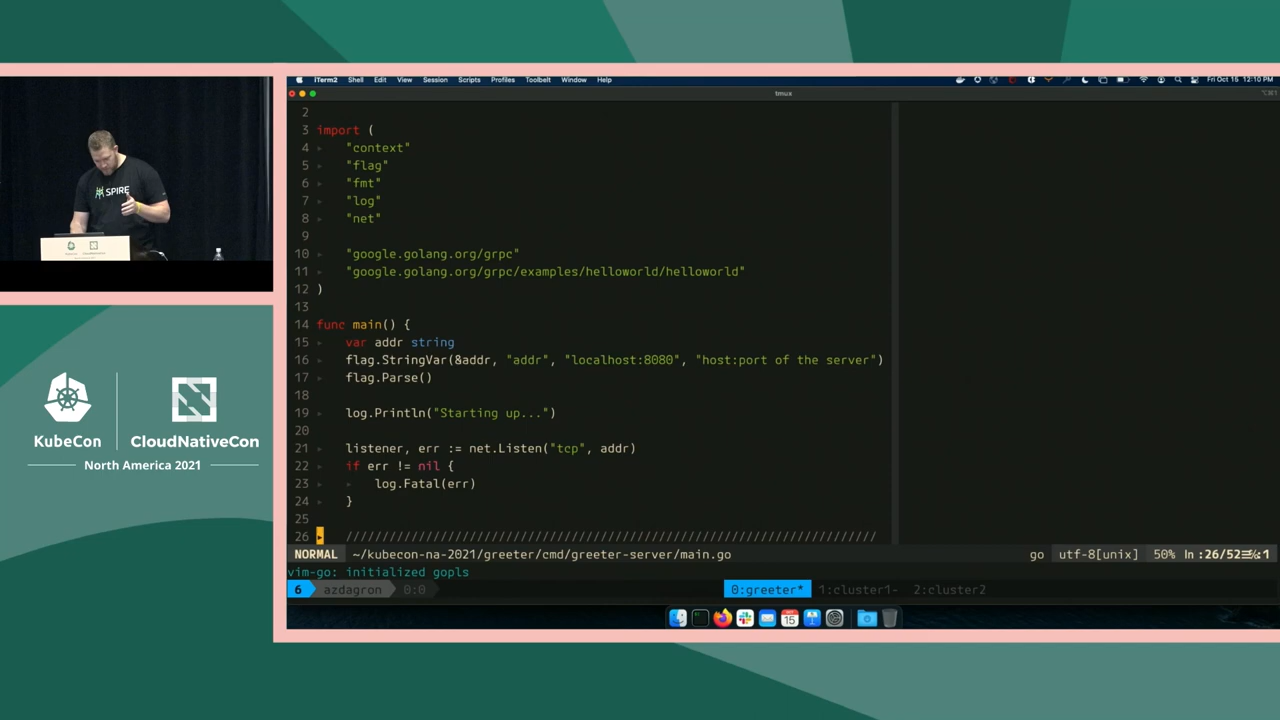 iTerm2 Shell Edit View Session Scripts Profiles Toolbelt Window Help Fri Oct 15 12:10 PM
tmux
2
3 import (
4 "context"
5 "flag"
6 "fmt"
7 "log"
8 "net"
9
10 "google.golang.org/grpc"
11 "google.golang.org/grpc/examples/helloworld/helloworld"
12 )
13
14 func main() {
15 var addr string
16 flag.StringVar(&addr, "addr", "localhost:8080", "host:port of the server")
17 flag.Parse()
18
19 log.Println("Starting up...")
20
21 listener, err := net.Listen("tcp", addr)
22 if err != nil {
23 log.Fatal(err)
24 }
25
26 /////////////////////////////////////////////////////////////////////////
NORMAL ~/kubecon-na-2021/greeter/cmd/greeter-server/main.go go utf-8[unix] 50% ln :26/52
vim-go: initialized gopls
6 azdagron 0:0 0:greeter* 1:cluster1- 2:cluster2
15
SPIRE
KubeCon CloudNativeCon
North America 2021